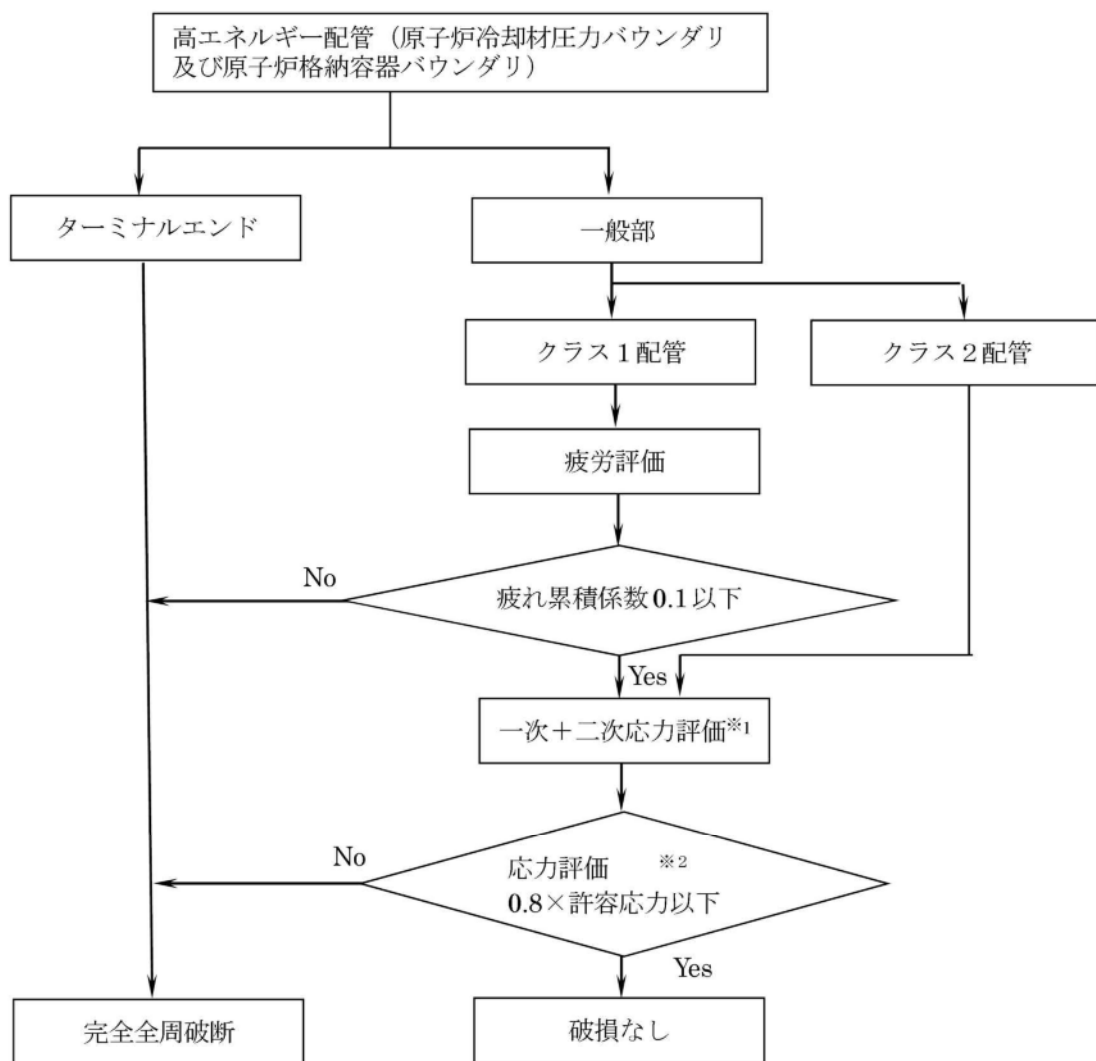 高エネルギー配管（原子炉冷却材圧力バウンダリ
及び原子炉格納容器バウンダリ）
ターミナルエンド
一般部
クラス１配管
クラス２配管
疲労評価
No
疲れ累積係数 0.1 以下
Yes
一次＋二次応力評価※1
No
応力評価 ※2
0.8×許容応力以下
Yes
完全全周破断
破損なし